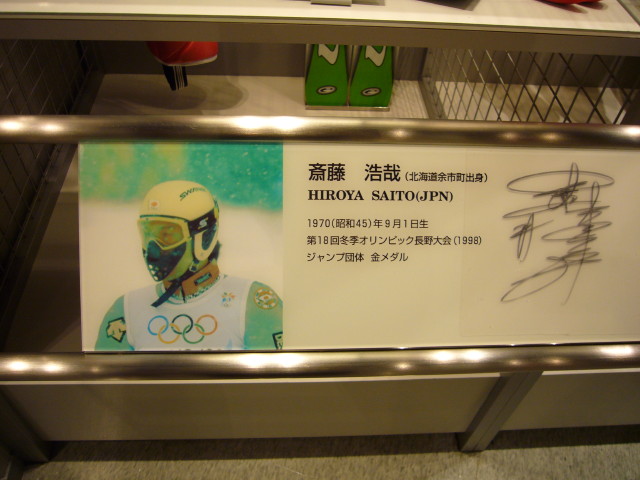 斎藤 浩哉(北海道余市町出身)
HIROYA SAITO(JPN)
1970(昭和45)年9月1日生
第18回冬季オリンピック長野大会(1998)
ジャンプ団体 金メダル
SWANS